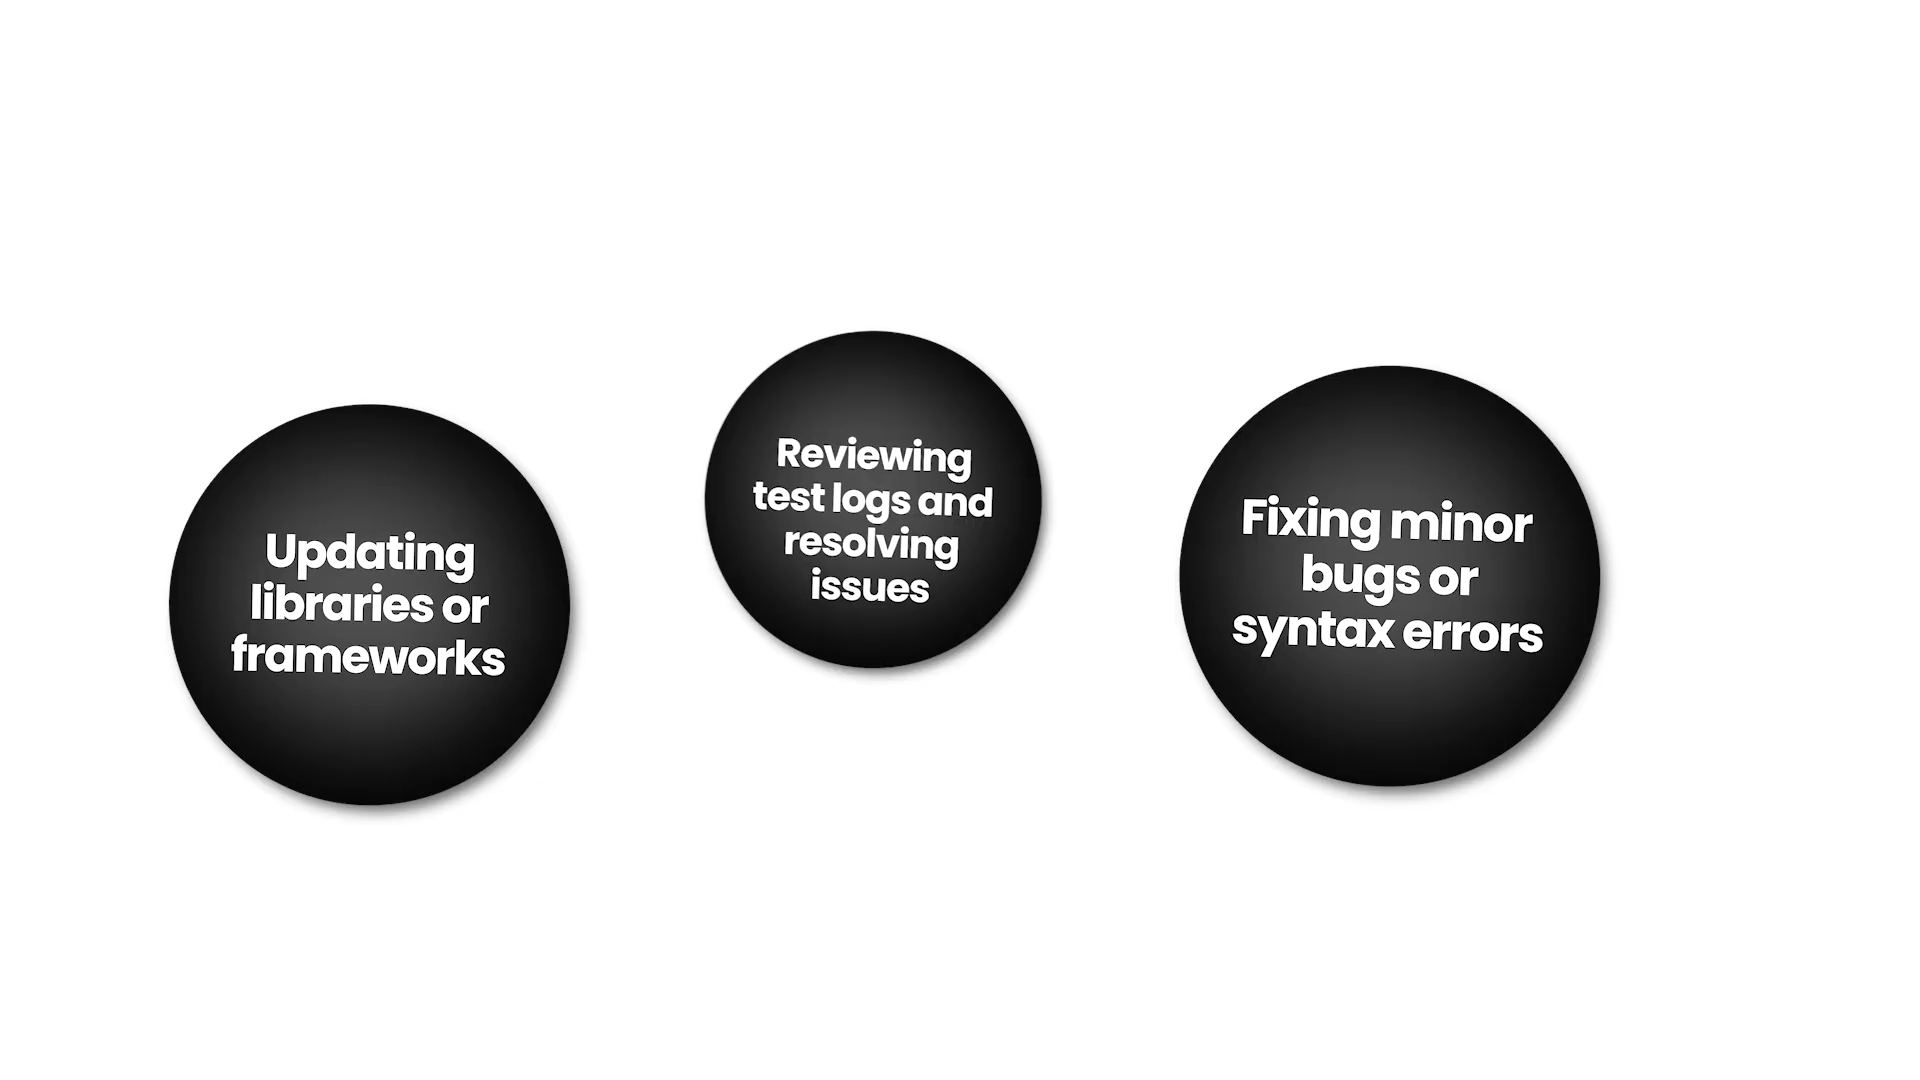 Updating
libraries or
frameworks
Reviewing
test logs and
resolving
issues
Fixing minor
bugs or
syntax errors